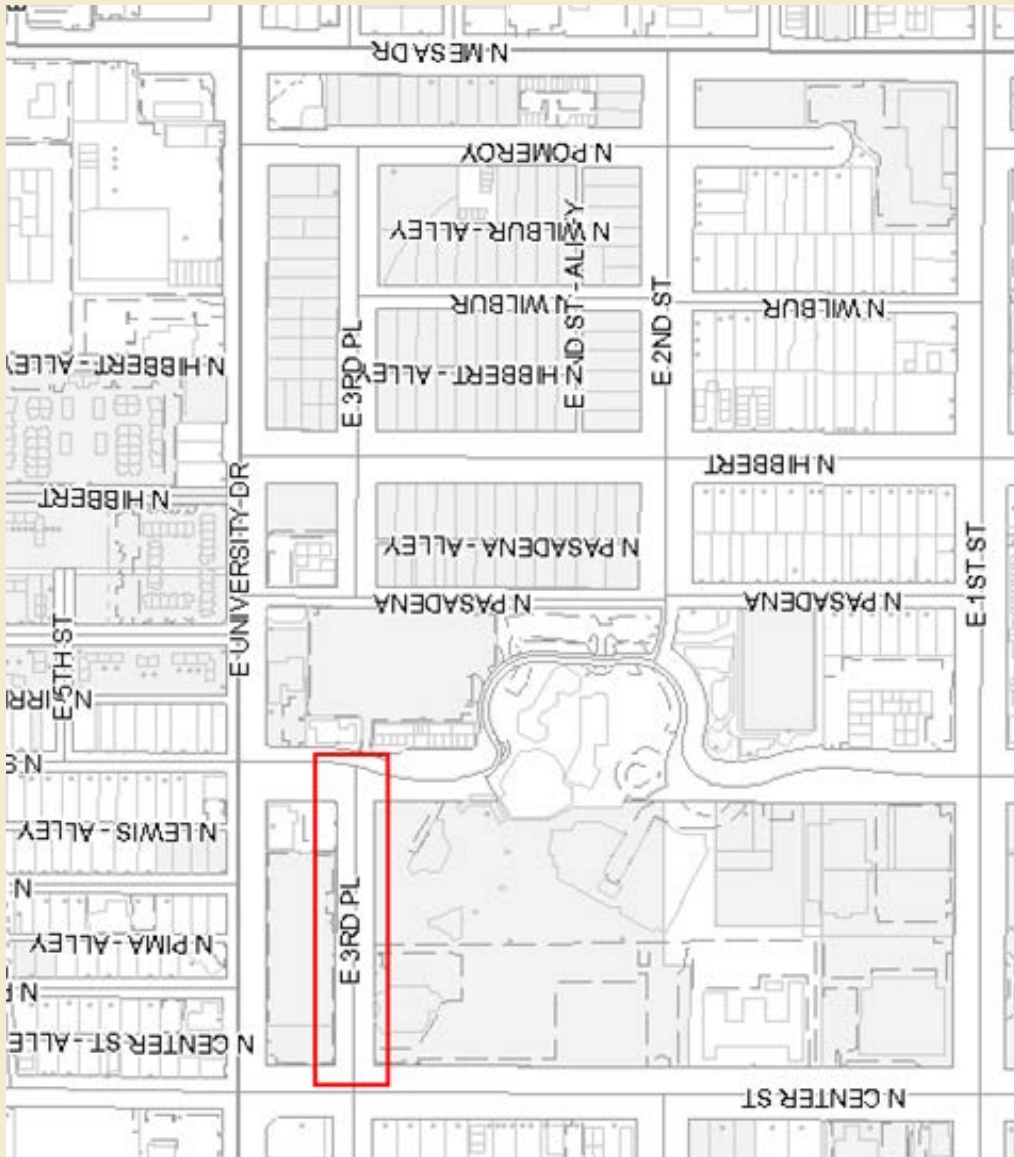 N MESA DR
N POMEROY
N WILBUR - ALLEY
E 2ND ST - ALLEY
E 2ND ST
N WILBUR
N WILBUR
N HIBBERT - ALLEY
N HIBBERT - ALLEY
E 3RD PL
N HIBBERT
N HIBBERT
E UNIVERSITY DR
N PASADENA - ALLEY
E 1ST ST
N PASADENA
N PASADENA
E 5TH ST
N IRR
N S
N LEWIS - ALLEY
N
N PIMA - ALLEY
E 3RD PL
N
N CENTER ST - ALLE
N CENTER ST